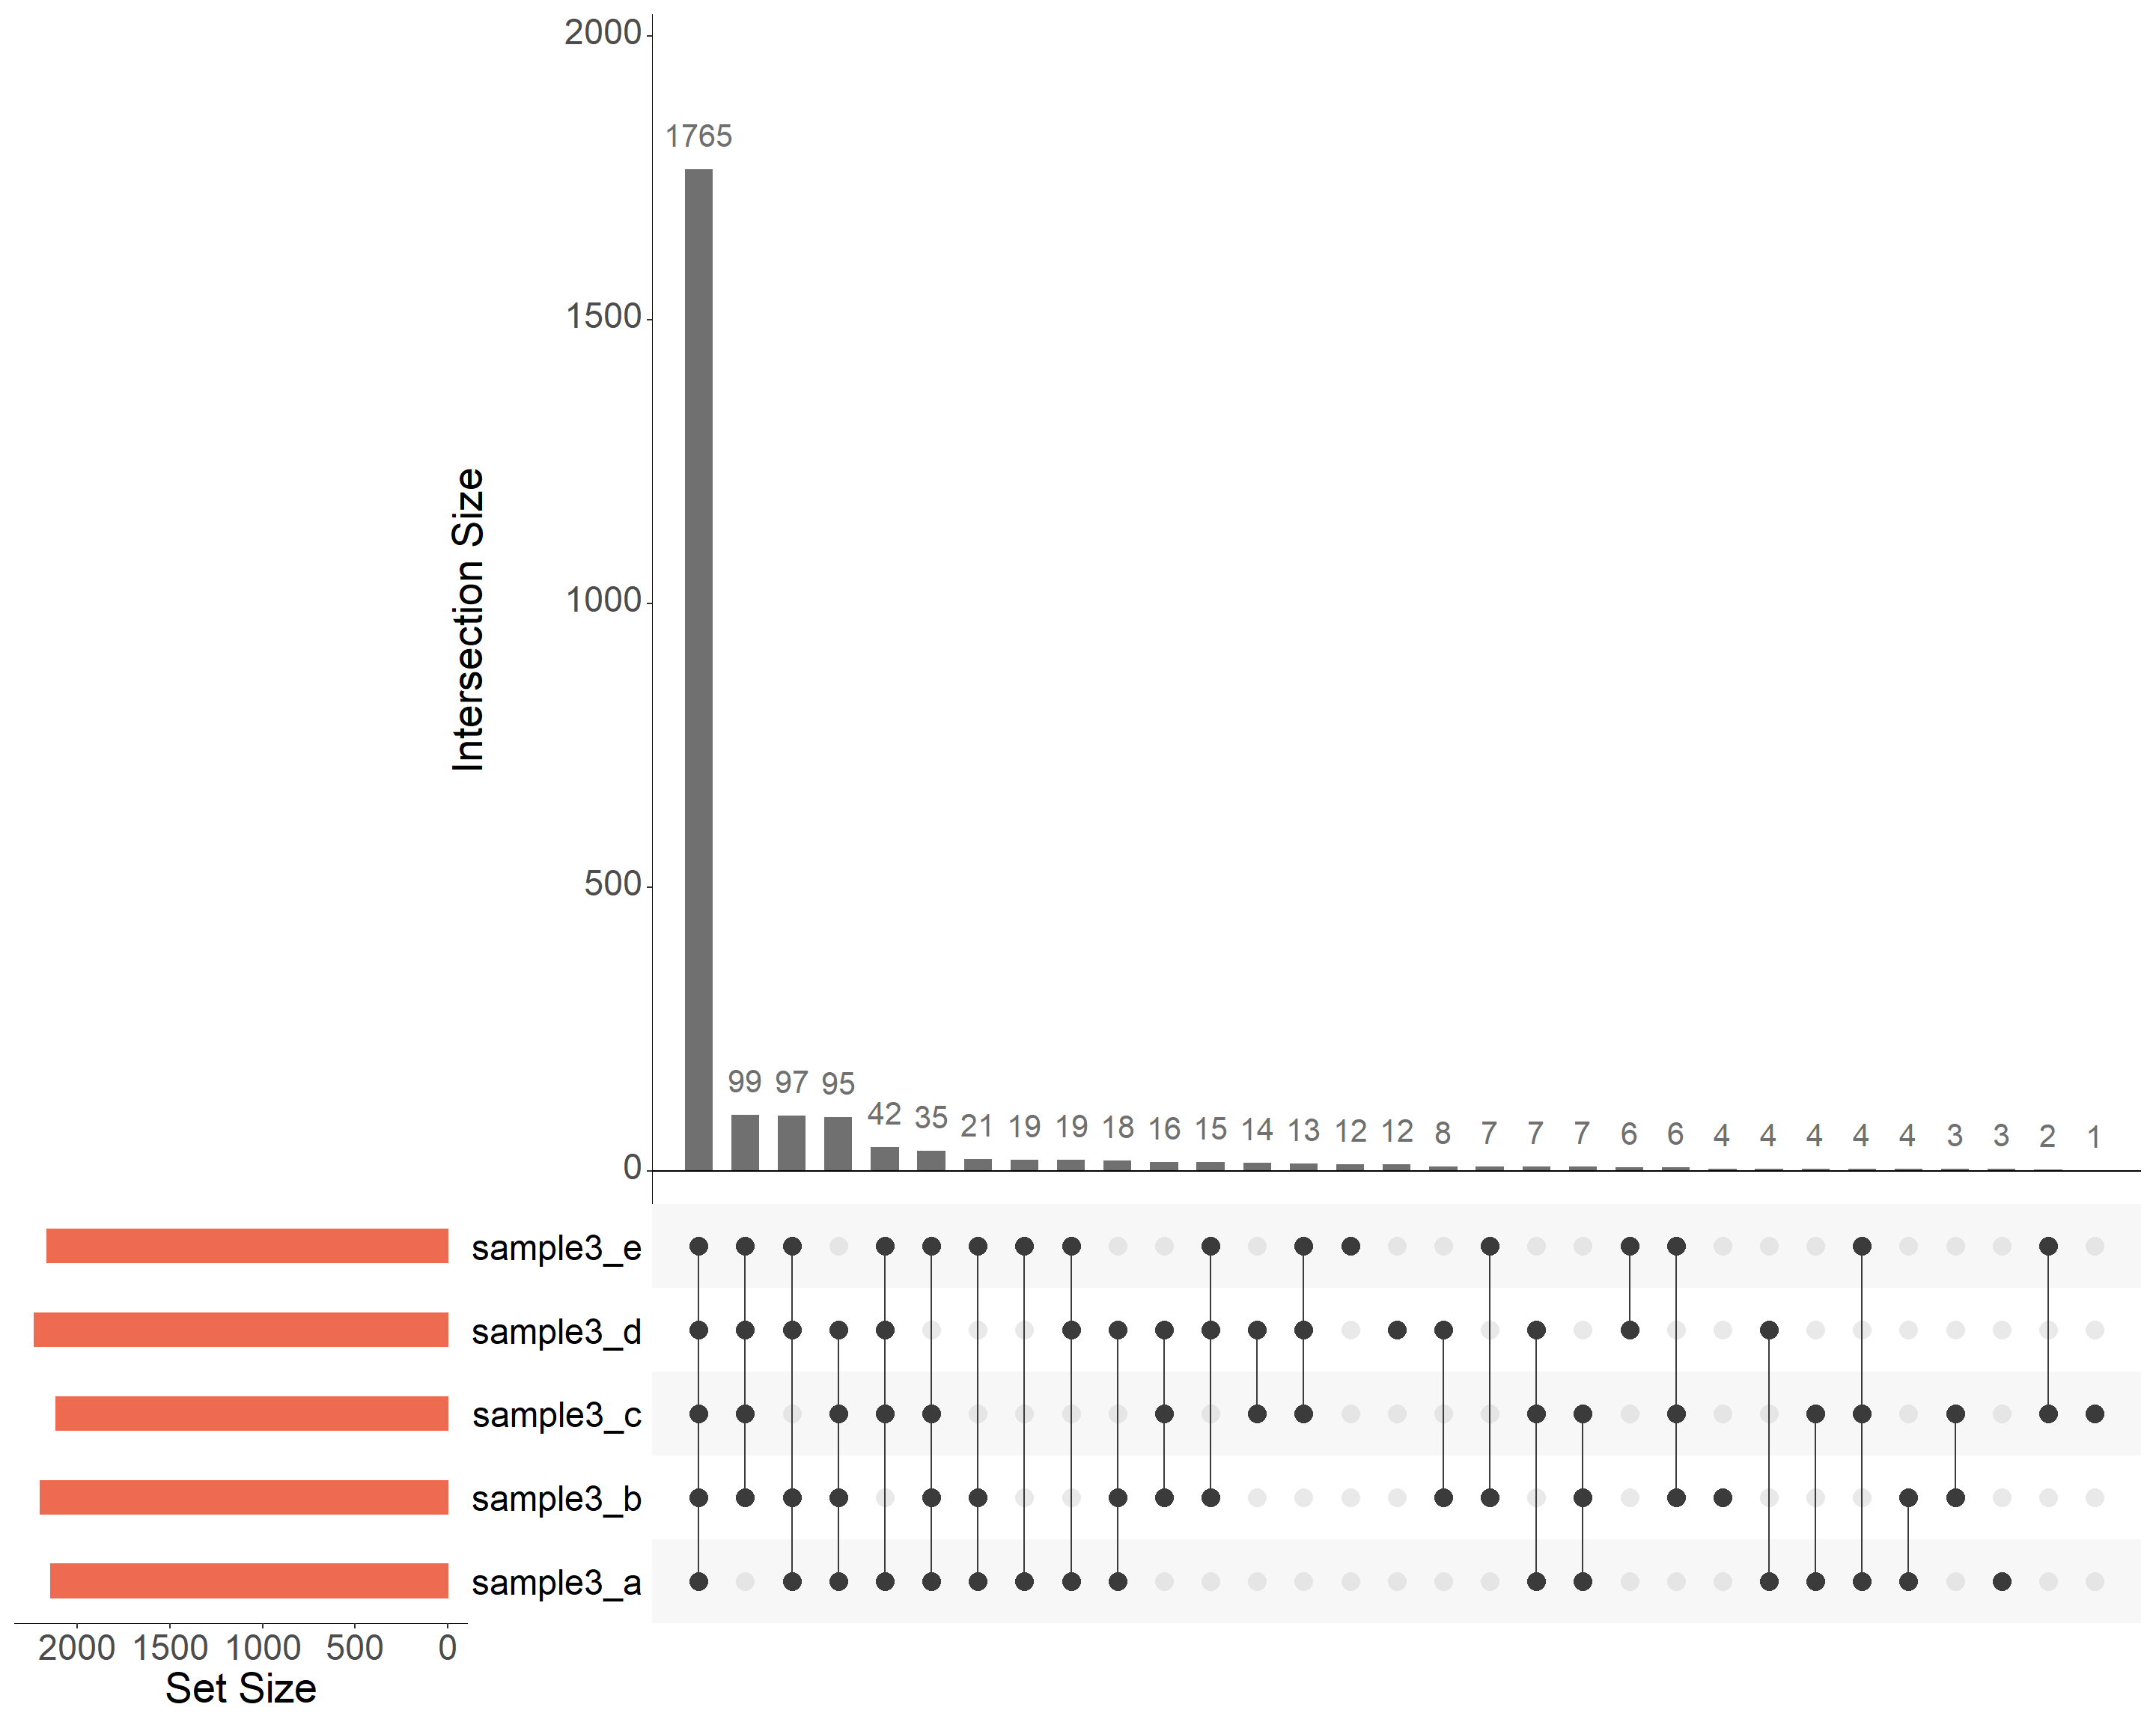 2000
1500
1000
500
0
Intersection Size
1765
99 97 95 42 35 21 19 19 18 16 15 14 13 12 12 8 7 7 7 6 6 4 4 4 4 4 3 3 2 1
sample3_e
sample3_d
sample3_c
sample3_b
sample3_a
2000 1500 1000 500 0
Set Size